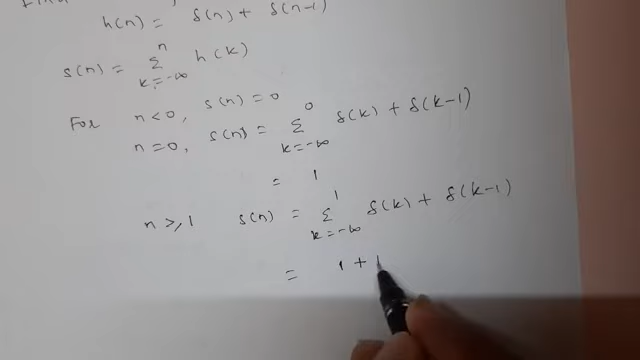 h(n) = δ(n) + δ(n-1)
s(n) = Σ_{k=-∞}^{n} h(k)
For n<0, s(n) = 0
n=0, s(n) = Σ_{k=-∞}^{0} δ(k) + δ(k-1)
= 1
n≥1 s(n) = Σ_{k=-∞}^{1} δ(k) + δ(k-1)
= 1 + 1